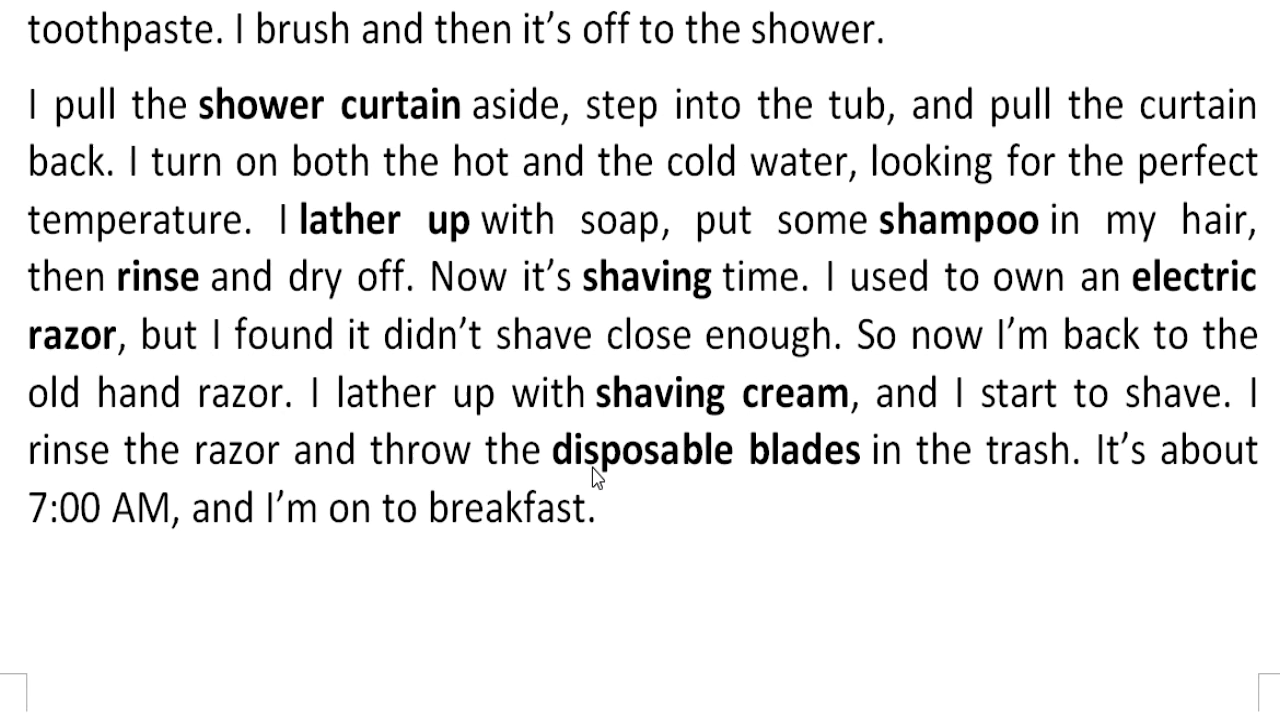 toothpaste. I brush and then it’s off to the shower.
I pull the shower curtain aside, step into the tub, and pull the curtain
back. I turn on both the hot and the cold water, looking for the perfect
temperature. I lather up with soap, put some shampoo in my hair,
then rinse and dry off. Now it’s shaving time. I used to own an electric
razor, but I found it didn’t shave close enough. So now I’m back to the
old hand razor. I lather up with shaving cream, and I start to shave. I
rinse the razor and throw the disposable blades in the trash. It’s about
7:00 AM, and I’m on to breakfast.